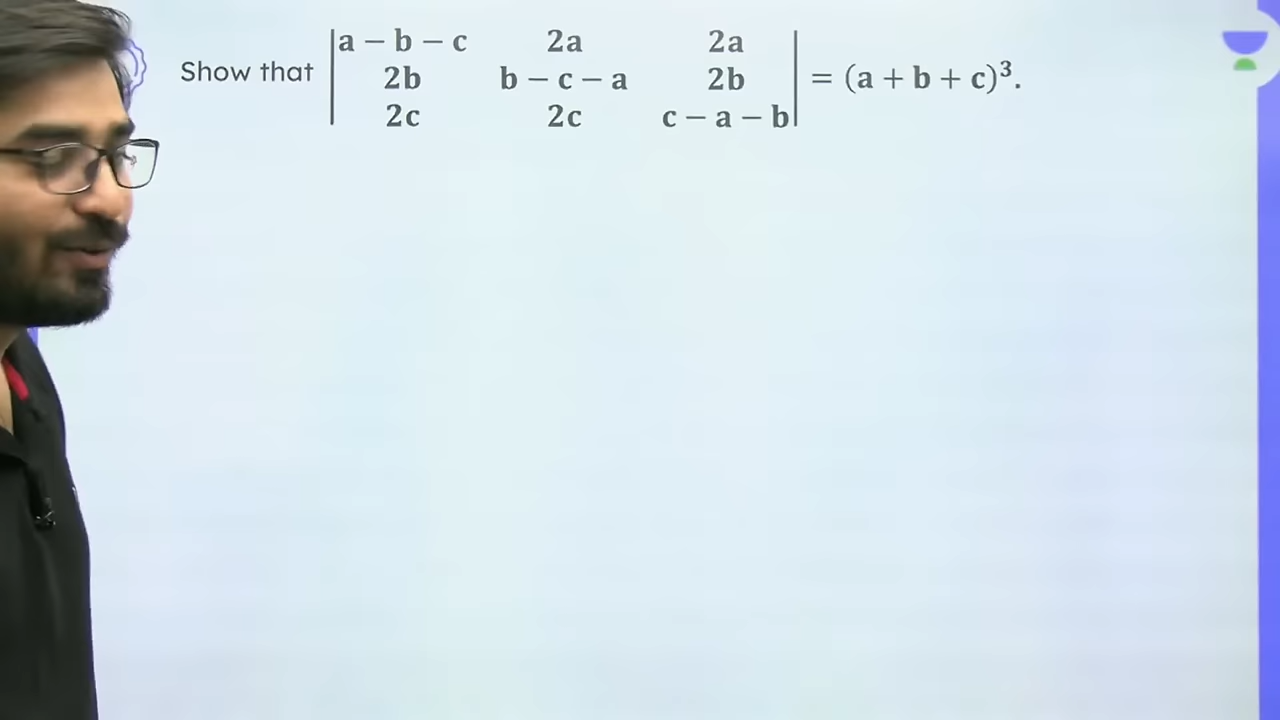 Show that |a − b − c 2a 2a|
|2b b − c − a 2b| = (a + b + c)³.
|2c 2c c − a − b|